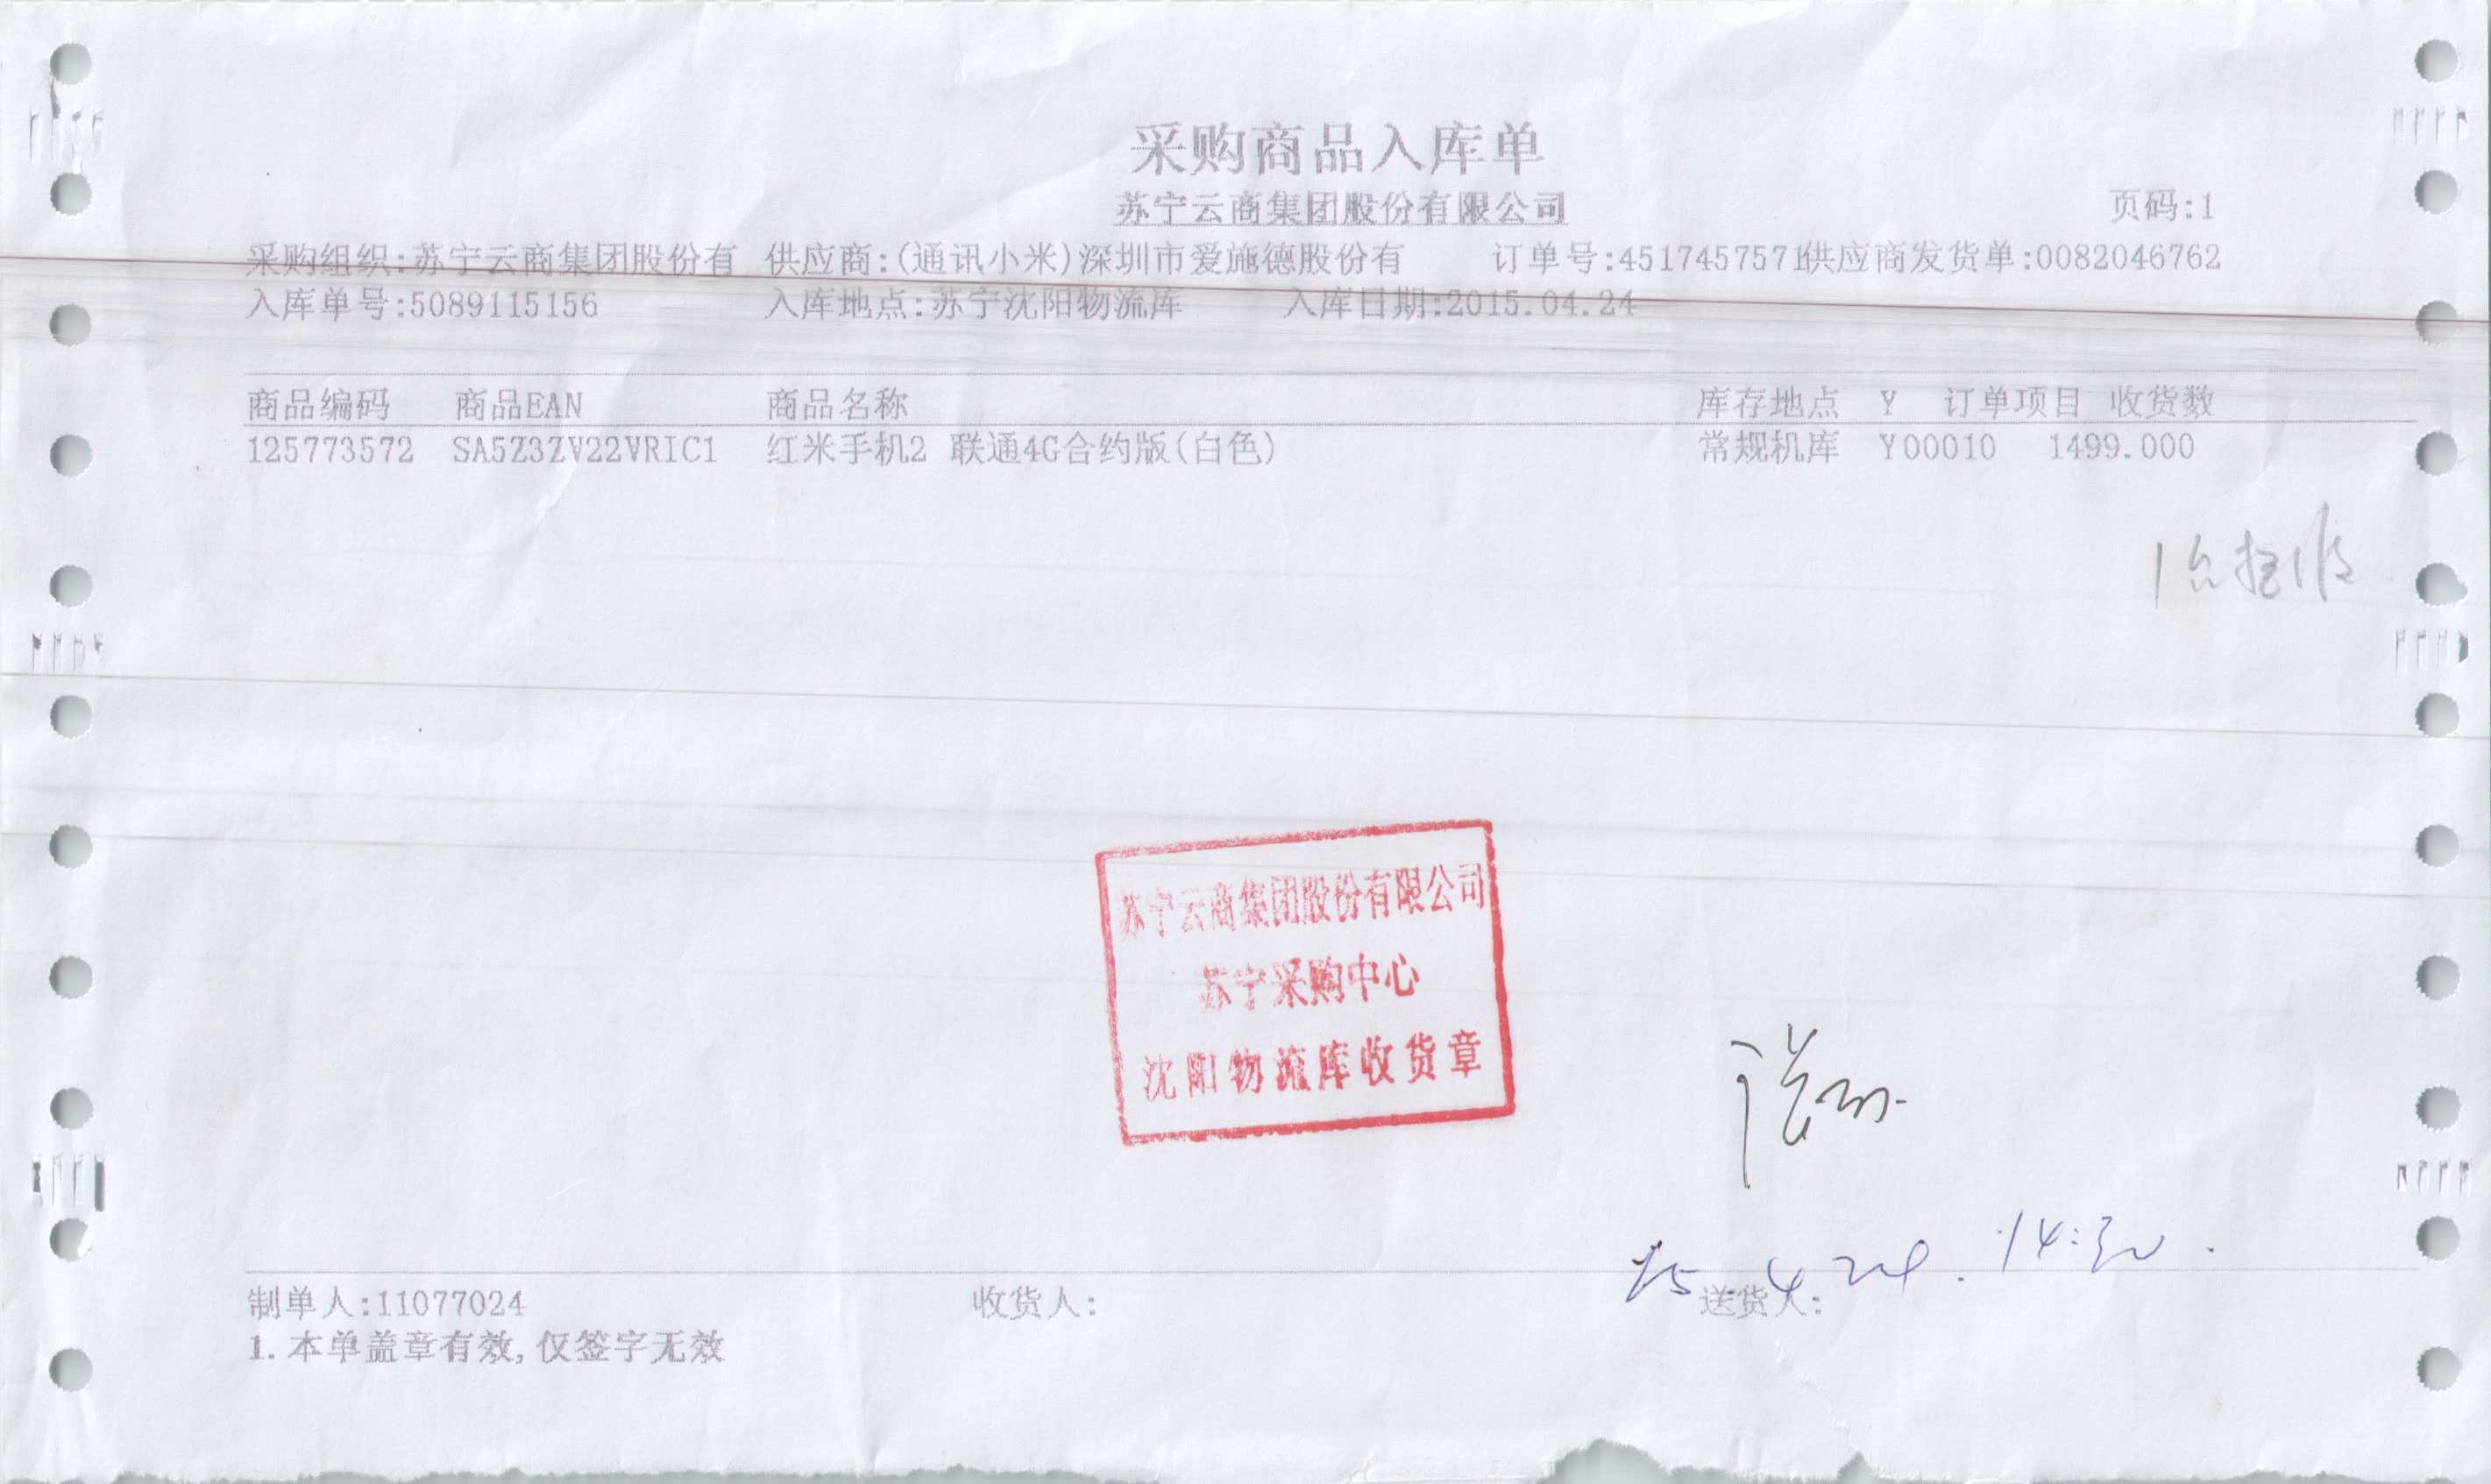 采购商品入库单
苏宁云商集团股份有限公司
页码:1
采购组织:苏宁云商集团股份有 供应商:(通讯小米)深圳市爱施德股份有 订单号:4517457571供应商发货单:0082046762
入库单号:5089115156 入库地点:苏宁沈阳物流库 入库日期:2015.04.24
商品编码 商品EAN 商品名称 库存地点 Y 订单项目 收货数
125773572 SA5Z3ZV22VRIC1 红米手机2 联通4G合约版(白色) 常规机库 Y00010 1499.000
苏宁云商集团股份有限公司
苏宁采购中心
沈阳物流库收货章
15.4.24. 14:30.
制单人:11077024 收货人: 送货人:
1.本单盖章有效,仅签字无效